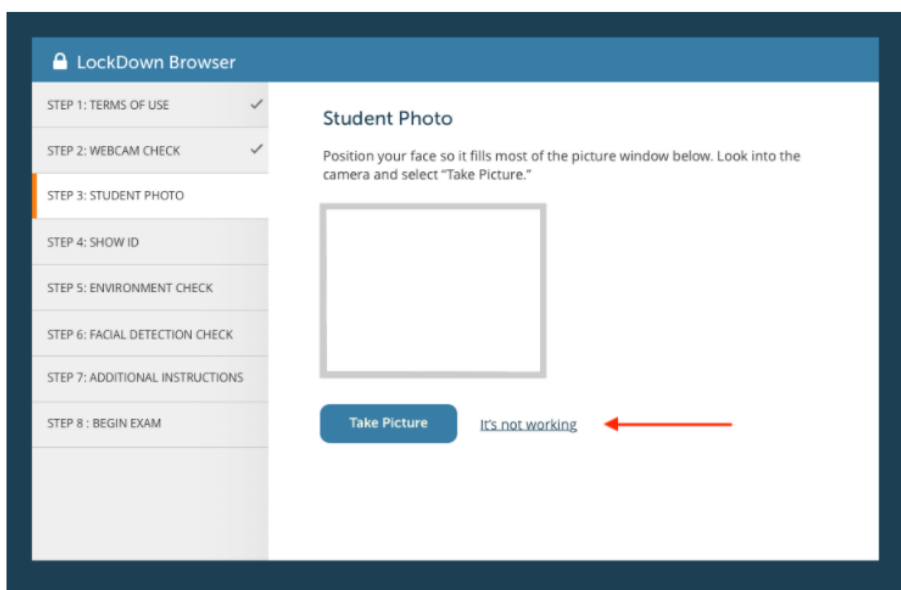 LockDown Browser
STEP 1: TERMS OF USE
STEP 2: WEBCAM CHECK
STEP 3: STUDENT PHOTO
STEP 4: SHOW ID
STEP 5: ENVIRONMENT CHECK
STEP 6: FACIAL DETECTION CHECK
STEP 7: ADDITIONAL INSTRUCTIONS
STEP 8 : BEGIN EXAM
Student Photo
Position your face so it fills most of the picture window below. Look into the
camera and select “Take Picture.”
Take Picture
It's not working